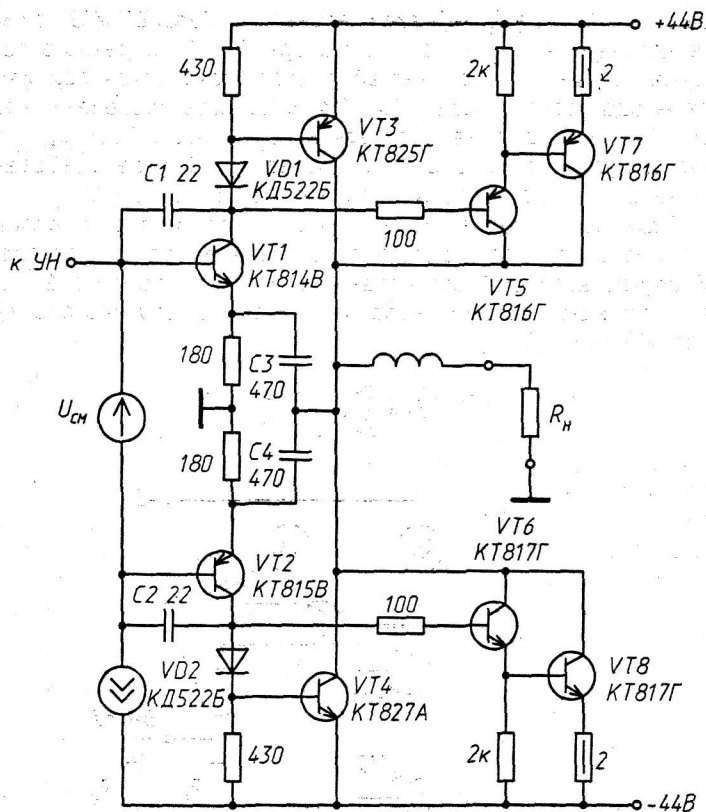 +44В
430
2к
2
VT3
КТ825Г
VT7
КТ816Г
C1 22
VD1
КД522Б
100
к УН
VT1
КТ814В
VT5
КТ816Г
180
C3
470
Uсм
Rн
180
C4
470
VT6
КТ817Г
VT2
КТ815В
C2 22
100
VD2
КД522Б
VT4
КТ827А
VT8
КТ817Г
430
2к
2
-44В